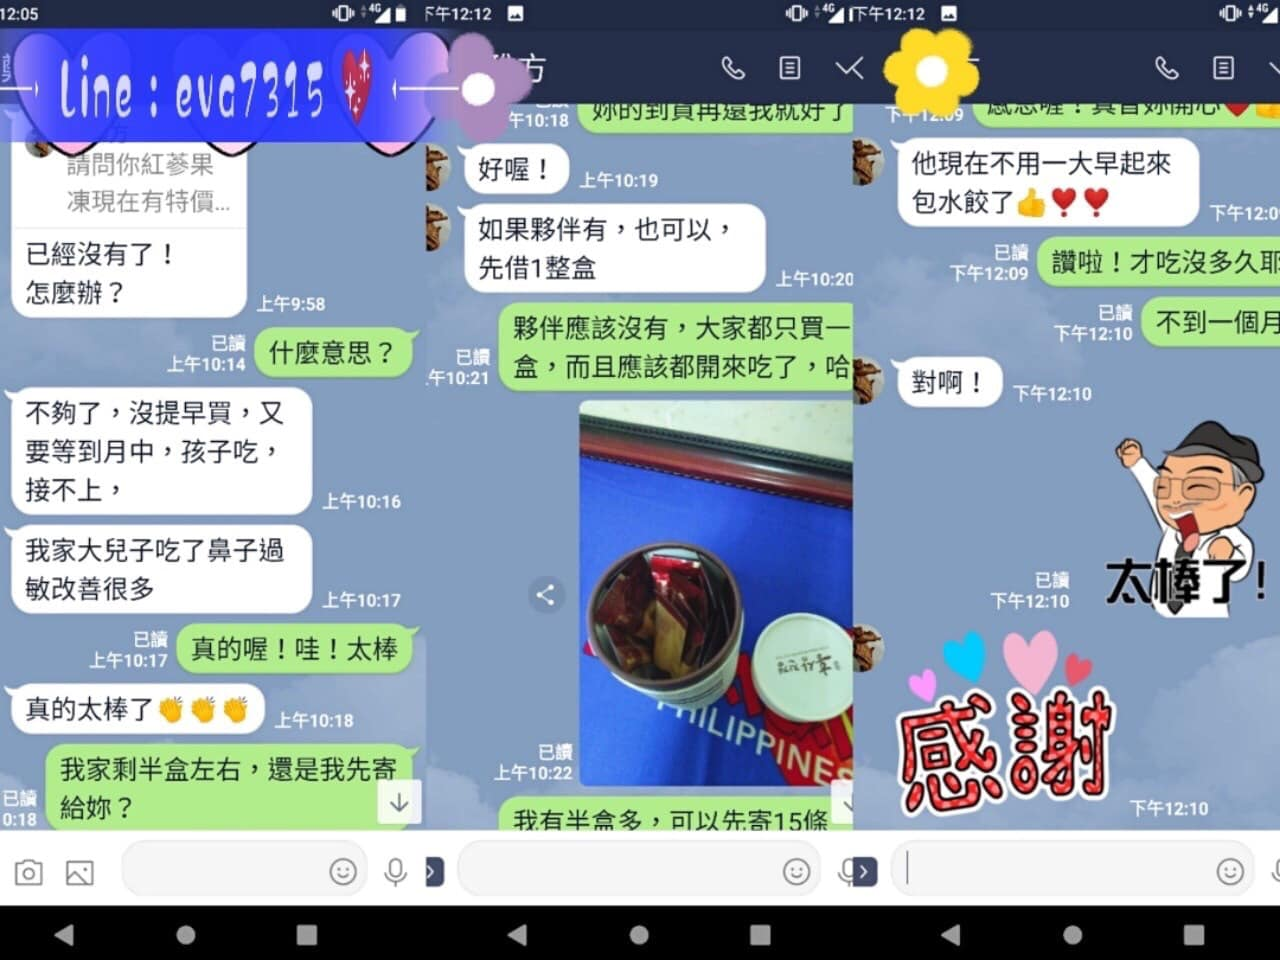 12:05
4G
Line : eva7315
方
請問你紅蔘果
凍現在有特價...
已經沒有了！
怎麼辦？
上午9:58
已讀
上午10:14
什麼意思？
不夠了，沒提早買，又
要等到月中，孩子吃，
接不上，
上午10:16
我家大兒子吃了鼻子過
敏改善很多
上午10:17
已讀
上午10:17
真的喔！哇！太棒
真的太棒了👏👏👏
上午10:18
我家剩半盒左右，還是我先寄
給妳？
已讀
0:18
下午12:12
4G
方
已讀
午10:18
妳的到貨再還我就好了
好喔！
上午10:19
如果夥伴有，也可以，
先借1整盒
上午10:20
夥伴應該沒有，大家都只買一
盒，而且應該都開來吃了，哈
已讀
午10:21
PHILIPPINES
已讀
上午10:22
我有半盒多，可以先寄15條
下午12:12
4G
下午12:09
感恩喔！真替妳開心❤️👍
他現在不用一大早起來
包水餃了👍❣️❣️
下午12:0
已讀
下午12:09
讚啦！才吃沒多久耶
已讀
下午12:10
不到一個月
對啊！
下午12:10
太棒了！
已讀
下午12:10
感謝
下午12:10